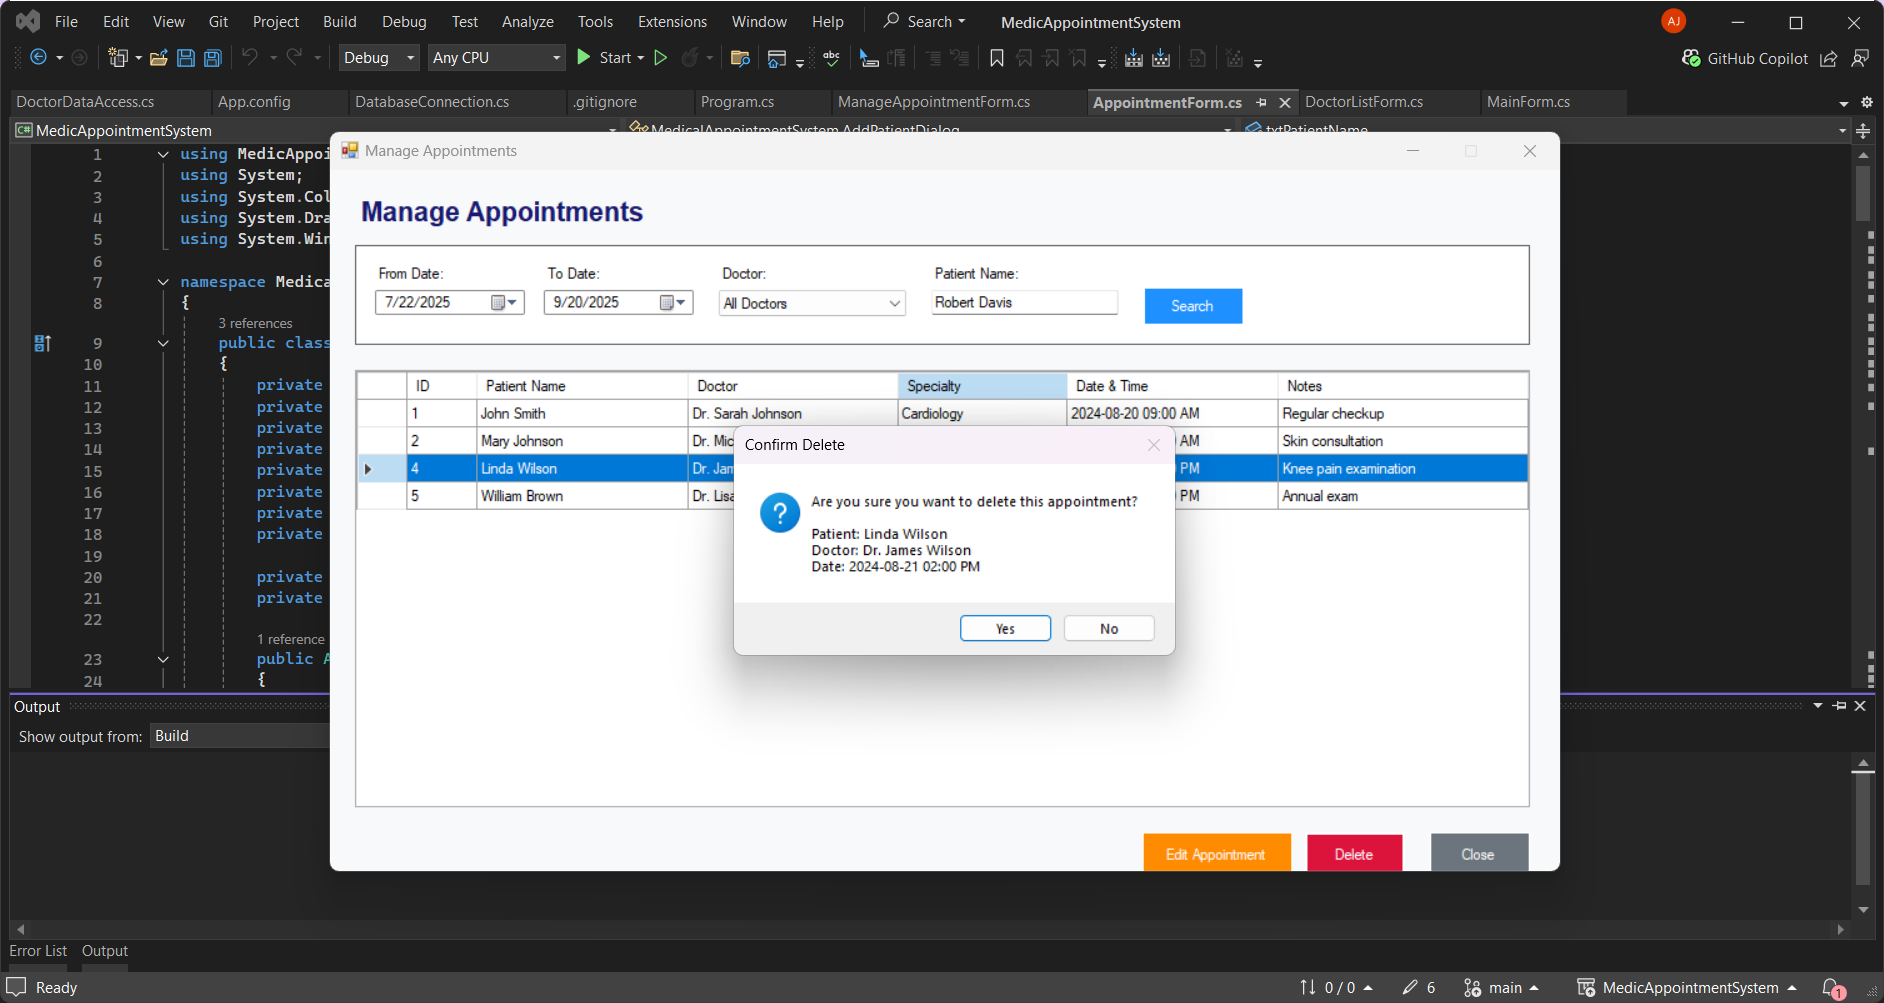 File Edit View Git Project Build Debug Test Analyze Tools Extensions Window Help Search MedicAppointmentSystem AJ
Debug Any CPU Start abc GitHub Copilot
DoctorDataAccess.cs App.config DatabaseConnection.cs .gitignore Program.cs ManageAppointmentForm.cs AppointmentForm.cs DoctorListForm.cs MainForm.cs
C# MedicAppointmentSystem MedicalAppointmentSystem.AddPatientDialog txtPatientName
1 using MedicAppoi
2 using System;
3 using System.Col
4 using System.Dra
5 using System.Win
6
7 namespace Medica
8 {
3 references
9 public class
10 {
11 private
12 private
13 private
14 private
15 private
16 private
17 private
18 private
19
20 private
21 private
22
1 reference
23 public A
24 {
Manage Appointments
Manage Appointments
From Date: To Date: Doctor: Patient Name:
7/22/2025 9/20/2025 All Doctors Robert Davis Search
ID Patient Name Doctor Specialty Date & Time Notes
1 John Smith Dr. Sarah Johnson Cardiology 2024-08-20 09:00 AM Regular checkup
2 Mary Johnson Dr. Mic AM Skin consultation
4 Linda Wilson Dr. Jam PM Knee pain examination
5 William Brown Dr. Lisa PM Annual exam
Confirm Delete
Are you sure you want to delete this appointment?
Patient: Linda Wilson
Doctor: Dr. James Wilson
Date: 2024-08-21 02:00 PM
Yes No
Edit Appointment Delete Close
Output
Show output from: Build
Error List Output
Ready 0 / 0 6 main MedicAppointmentSystem 1